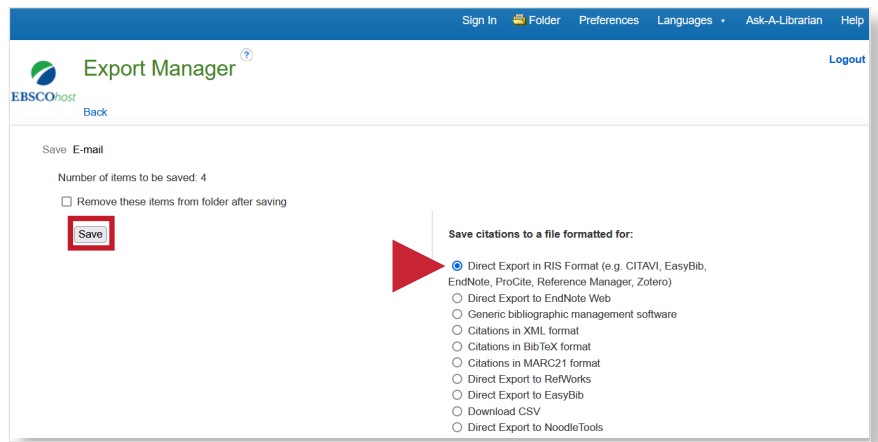 Sign In Folder Preferences Languages Ask-A-Librarian Help
Export Manager ?
Logout
EBSCOhost
Back
Save E-mail
Number of items to be saved: 4
Remove these items from folder after saving
Save
Save citations to a file formatted for:
Direct Export in RIS Format (e.g. CITAVI, EasyBib,
EndNote, ProCite, Reference Manager, Zotero)
Direct Export to EndNote Web
Generic bibliographic management software
Citations in XML format
Citations in BibTeX format
Citations in MARC21 format
Direct Export to RefWorks
Direct Export to EasyBib
Download CSV
Direct Export to NoodleTools